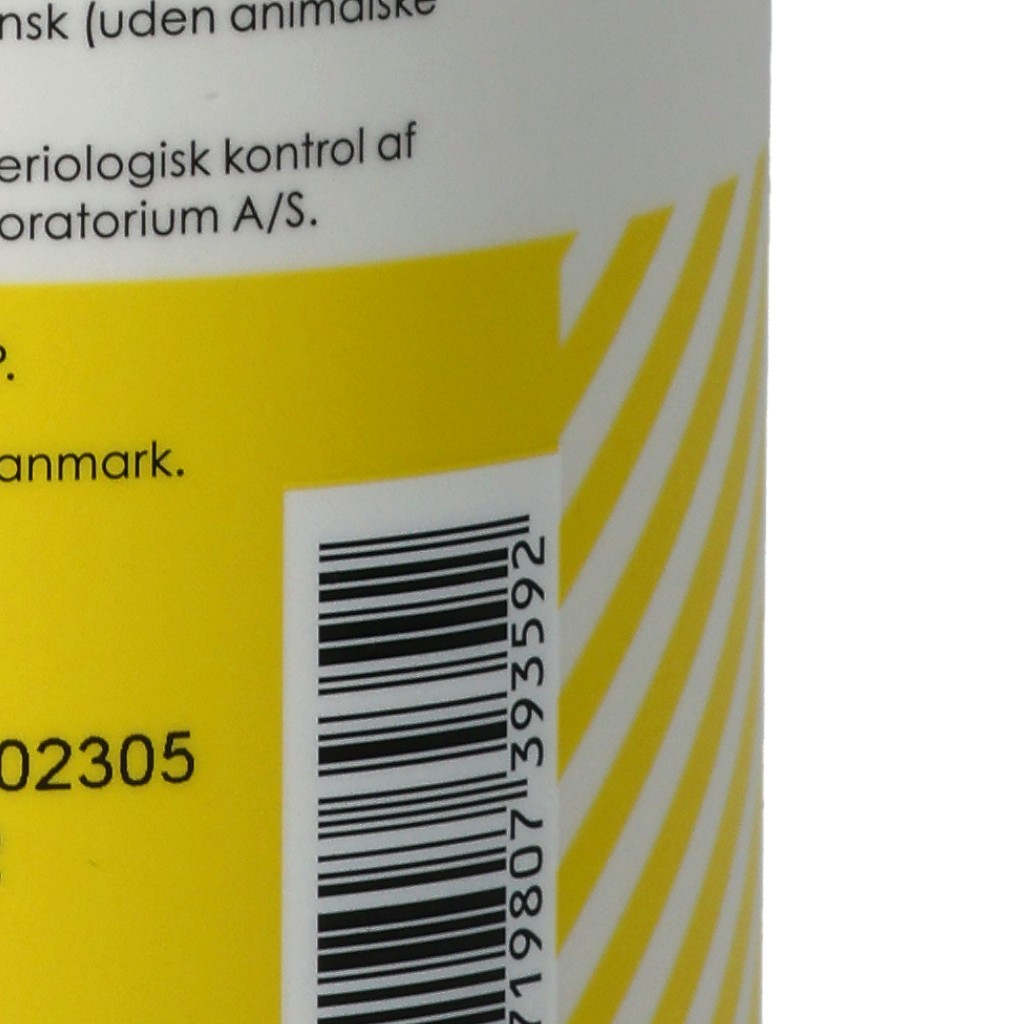 nsk (uden animalske
eriologisk kontrol af
oratorium A/S.
P.
anmark.
02305
719807 393592